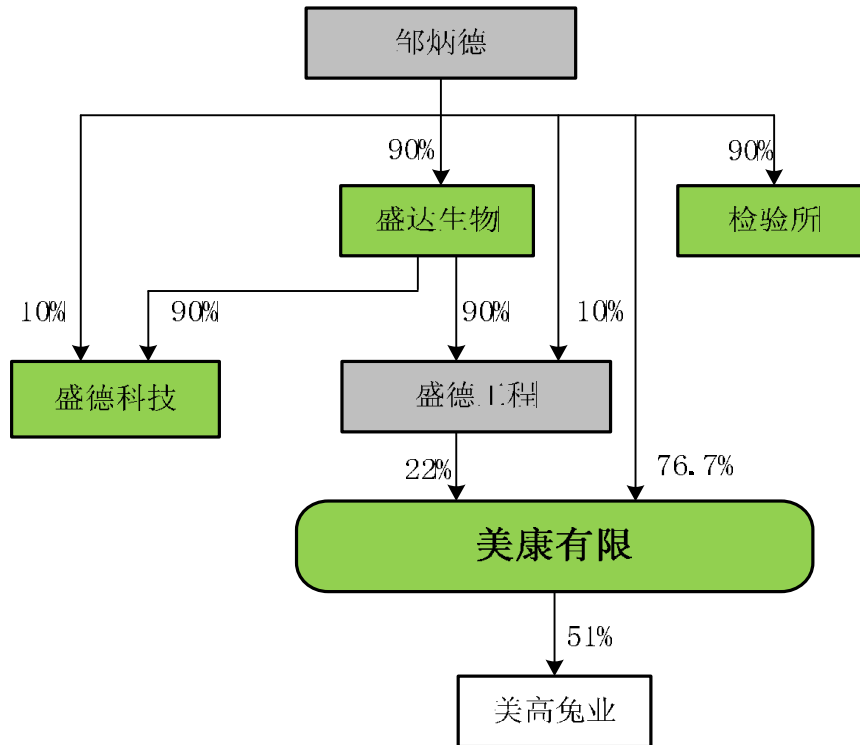 邹炳德
90%
90%
盛达生物
检验所
10%
90%
90%
10%
盛德科技
盛德工程
22%
76.7%
美康有限
51%
美高兔业